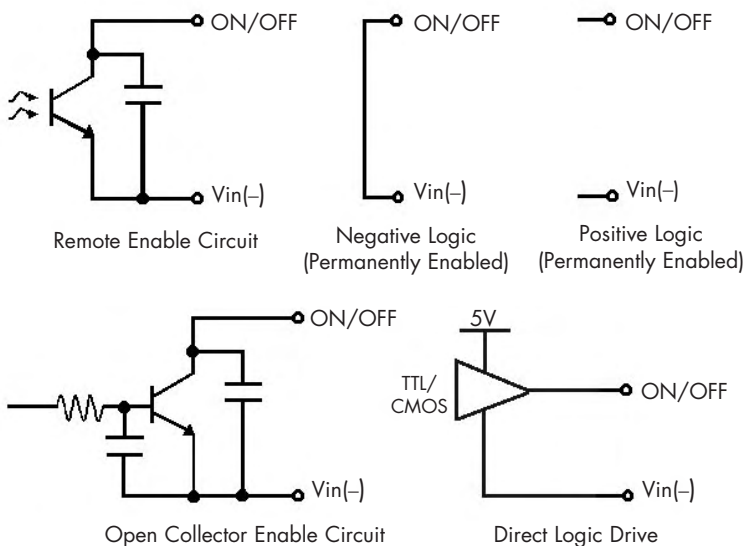 ON/OFF
ON/OFF
ON/OFF
Vin(–)
Vin(–)
Vin(–)
Remote Enable Circuit
Negative Logic
(Permanently Enabled)
Positive Logic
(Permanently Enabled)
ON/OFF
5V
TTL/
CMOS
ON/OFF
Vin(–)
Vin(–)
Open Collector Enable Circuit
Direct Logic Drive